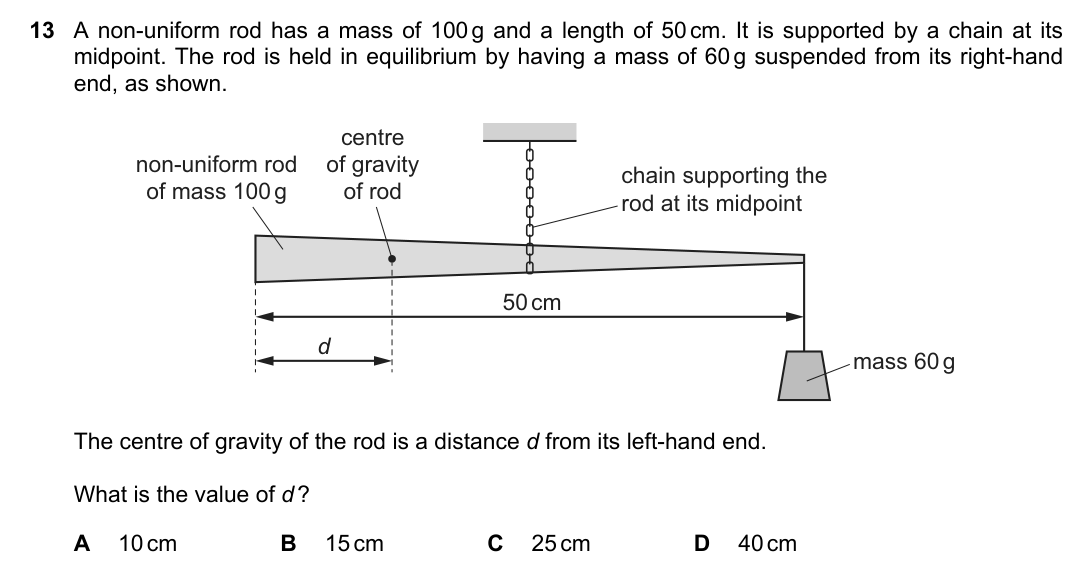 13 A non-uniform rod has a mass of 100 g and a length of 50 cm. It is supported by a chain at its
midpoint. The rod is held in equilibrium by having a mass of 60 g suspended from its right-hand
end, as shown.
non-uniform rod
of mass 100 g
centre
of gravity
of rod
chain supporting the
rod at its midpoint
50 cm
d
mass 60 g
The centre of gravity of the rod is a distance d from its left-hand end.
What is the value of d?
A 10 cm B 15 cm C 25 cm D 40 cm